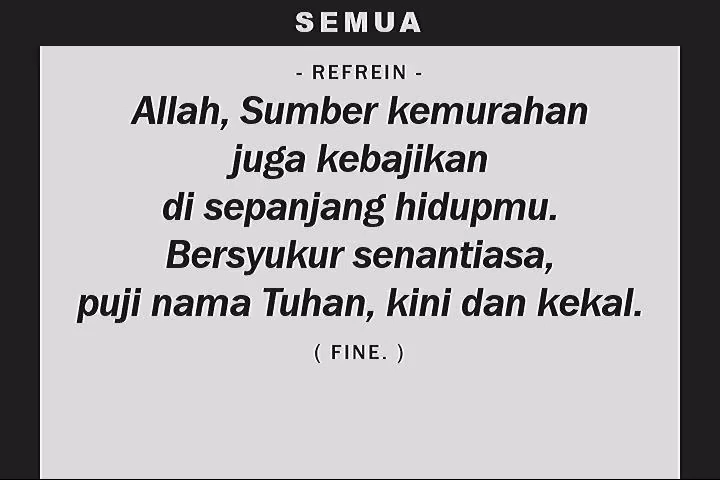 SEMUA
- REFREIN -
Allah, Sumber kemurahan
juga kebajikan
di sepanjang hidupmu.
Bersyukur senantiasa,
puji nama Tuhan, kini dan kekal.
( FINE. )